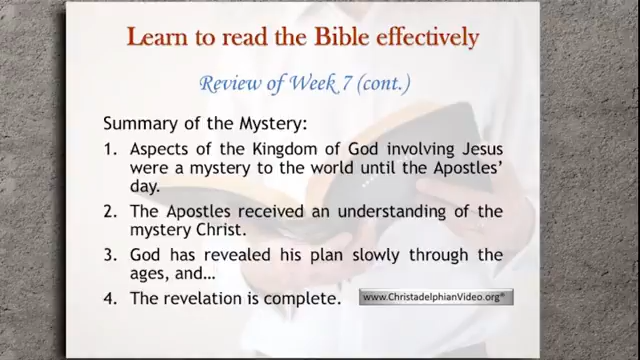 Learn to read the Bible effectively
Review of Week 7 (cont.)
Summary of the Mystery:
1. Aspects of the Kingdom of God involving Jesus
were a mystery to the world until the Apostles'
day.
2. The Apostles received an understanding of the
mystery Christ.
3. God has revealed his plan slowly through the
ages, and…
4. The revelation is complete.
www.ChristadelphianVideo.org®